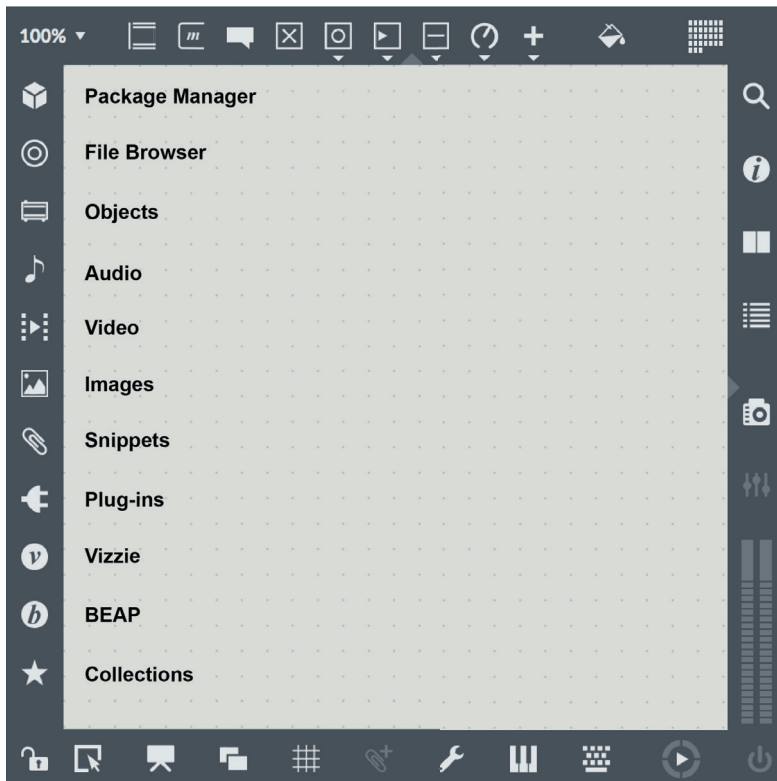 100%
m
Package Manager
File Browser
i
Objects
Audio
Video
Images
Snippets
Plug-ins
v Vizzie
b BEAP
Collections